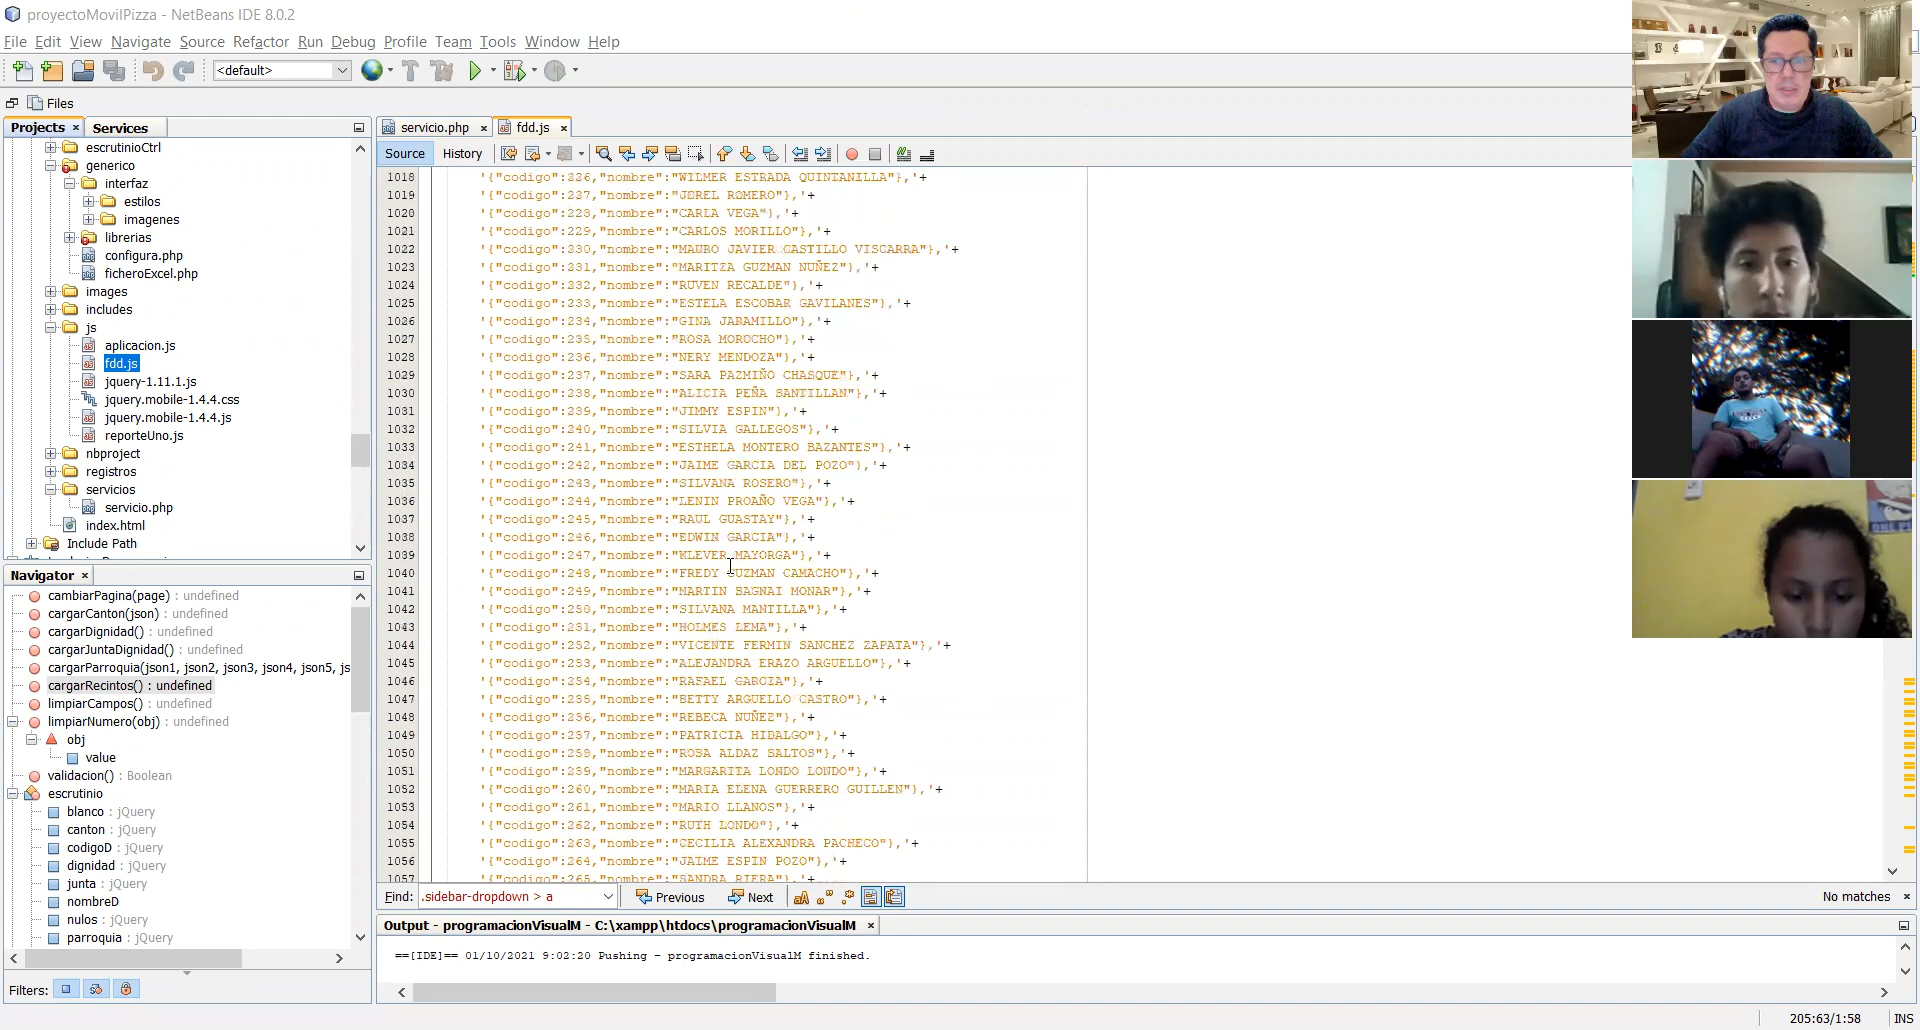 proyectoMovilPizza - NetBeans IDE 8.0.2
File Edit View Navigate Source Refactor Run Debug Profile Team Tools Window Help
<default>
Files
Projects Services
escrutinioCtrl
generico
interfaz
estilos
imagenes
librerias
configura.php
ficheroExcel.php
images
includes
js
aplicacion.js
fdd.js
jquery-1.11.1.js
jquery.mobile-1.4.4.css
jquery.mobile-1.4.4.js
reporteUno.js
nbproject
registros
servicios
servicio.php
index.html
Include Path
Navigator
cambiarPagina(page) : undefined
cargarCanton(json) : undefined
cargarDignidad() : undefined
cargarJuntaDignidad() : undefined
cargarParroquia(json1, json2, json3, json4, json5, js
cargarRecintos() : undefined
limpiarCampos() : undefined
limpiarNumero(obj) : undefined
obj
value
validacion() : Boolean
escrutinio
blanco : jQuery
canton : jQuery
codigoD : jQuery
dignidad : jQuery
junta : jQuery
nombreD
nulos : jQuery
parroquia : jQuery
Filters:
servicio.php fdd.js
Source History
1018 '{"codigo":226,"nombre":"WILMER ESTRADA QUINTANILLA"},'+
1019 '{"codigo":227,"nombre":"JOREL ROMERO"},'+
1020 '{"codigo":223,"nombre":"CARLA VEGA"},'+
1021 '{"codigo":229,"nombre":"CARLOS MORILLO"},'+
1022 '{"codigo":230,"nombre":"MAURO JAVIER CASTILLO VISCARRA"},'+
1023 '{"codigo":231,"nombre":"MARITZA GUZMAN NUÑEZ"},'+
1024 '{"codigo":232,"nombre":"RUVEN RECALDE"},'+
1025 '{"codigo":233,"nombre":"ESTELA ESCOBAR GAVILANES"},'+
1026 '{"codigo":234,"nombre":"GINA JARAMILLO"},'+
1027 '{"codigo":235,"nombre":"ROSA MOROCHO"},'+
1028 '{"codigo":236,"nombre":"NERY MENDOZA"},'+
1029 '{"codigo":237,"nombre":"SARA PAZMIÑO CHASQUE"},'+
1030 '{"codigo":238,"nombre":"ALICIA PEÑA SANTILLAN"},'+
1031 '{"codigo":239,"nombre":"JIMMY ESPIN"},'+
1032 '{"codigo":240,"nombre":"SILVIA GALLEGOS"},'+
1033 '{"codigo":241,"nombre":"ESTHELA MONTERO BAZANTES"},'+
1034 '{"codigo":242,"nombre":"JAIME GARCIA DEL POZO"},'+
1035 '{"codigo":243,"nombre":"SILVANA ROSERO"},'+
1036 '{"codigo":244,"nombre":"LENIN PROAÑO VEGA"},'+
1037 '{"codigo":245,"nombre":"RAUL GUASTAY"},'+
1038 '{"codigo":246,"nombre":"EDWIN GARCIA"},'+
1039 '{"codigo":247,"nombre":"KLEVER MAYORGA"},'+
1040 '{"codigo":248,"nombre":"FREDY GUZMAN CAMACHO"},'+
1041 '{"codigo":249,"nombre":"MARTIN SAGNAI MONAR"},'+
1042 '{"codigo":250,"nombre":"SILVANA MANTILLA"},'+
1043 '{"codigo":251,"nombre":"HOLMES LEMA"},'+
1044 '{"codigo":252,"nombre":"VICENTE FERMIN SANCHEZ ZAPATA"},'+
1045 '{"codigo":253,"nombre":"ALEJANDRA ERAZO ARGUELLO"},'+
1046 '{"codigo":254,"nombre":"RAFAEL GARCIA"},'+
1047 '{"codigo":255,"nombre":"BETTY ARGUELLO CASTRO"},'+
1048 '{"codigo":256,"nombre":"REBECA NUÑEZ"},'+
1049 '{"codigo":257,"nombre":"PATRICIA HIDALGO"},'+
1050 '{"codigo":258,"nombre":"ROSA ALDAZ SALTOS"},'+
1051 '{"codigo":259,"nombre":"MARGARITA LONDO LONDO"},'+
1052 '{"codigo":260,"nombre":"MARIA ELENA GUERRERO GUILLEN"},'+
1053 '{"codigo":261,"nombre":"MARIO LLANOS"},'+
1054 '{"codigo":262,"nombre":"RUTH LONDO"},'+
1055 '{"codigo":263,"nombre":"CECILIA ALEXANDRA PACHECO"},'+
1056 '{"codigo":264,"nombre":"JAIME ESPIN POZO"},'+
1057 '{"codigo":265,"nombre":"SANDRA RIERA"},'+
Find: .sidebar-dropdown > a Previous Next No matches
Output - programacionVisualM - C:\xampp\htdocs\programacionVisualM
==[IDE]== 01/10/2021 9:02:20 Pushing - programacionVisualM finished.
205:63/1:58 INS